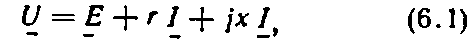 U̲ = E̲ + r I̲ + jx I̲, (6.1)